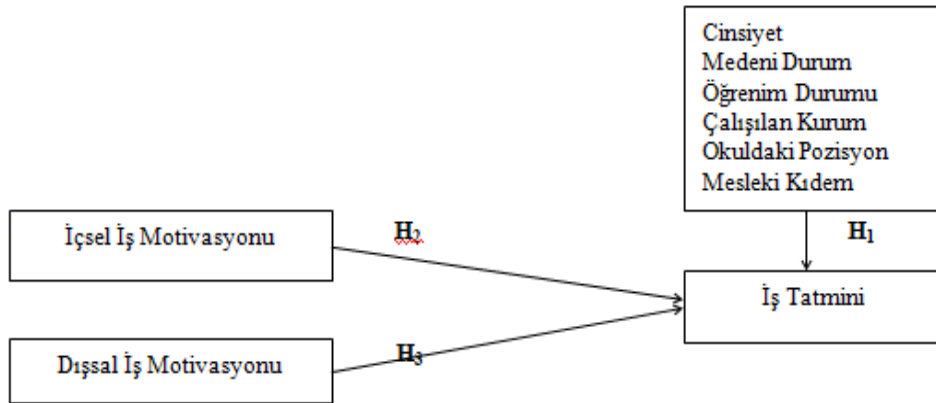 Cinsiyet
Medeni Durum
Öğrenim Durumu
Çalışılan Kurum
Okuldaki Pozisyon
Mesleki Kıdem
H1
İçsel İş Motivasyonu
H2
İş Tatmini
Dışsal İş Motivasyonu
H3